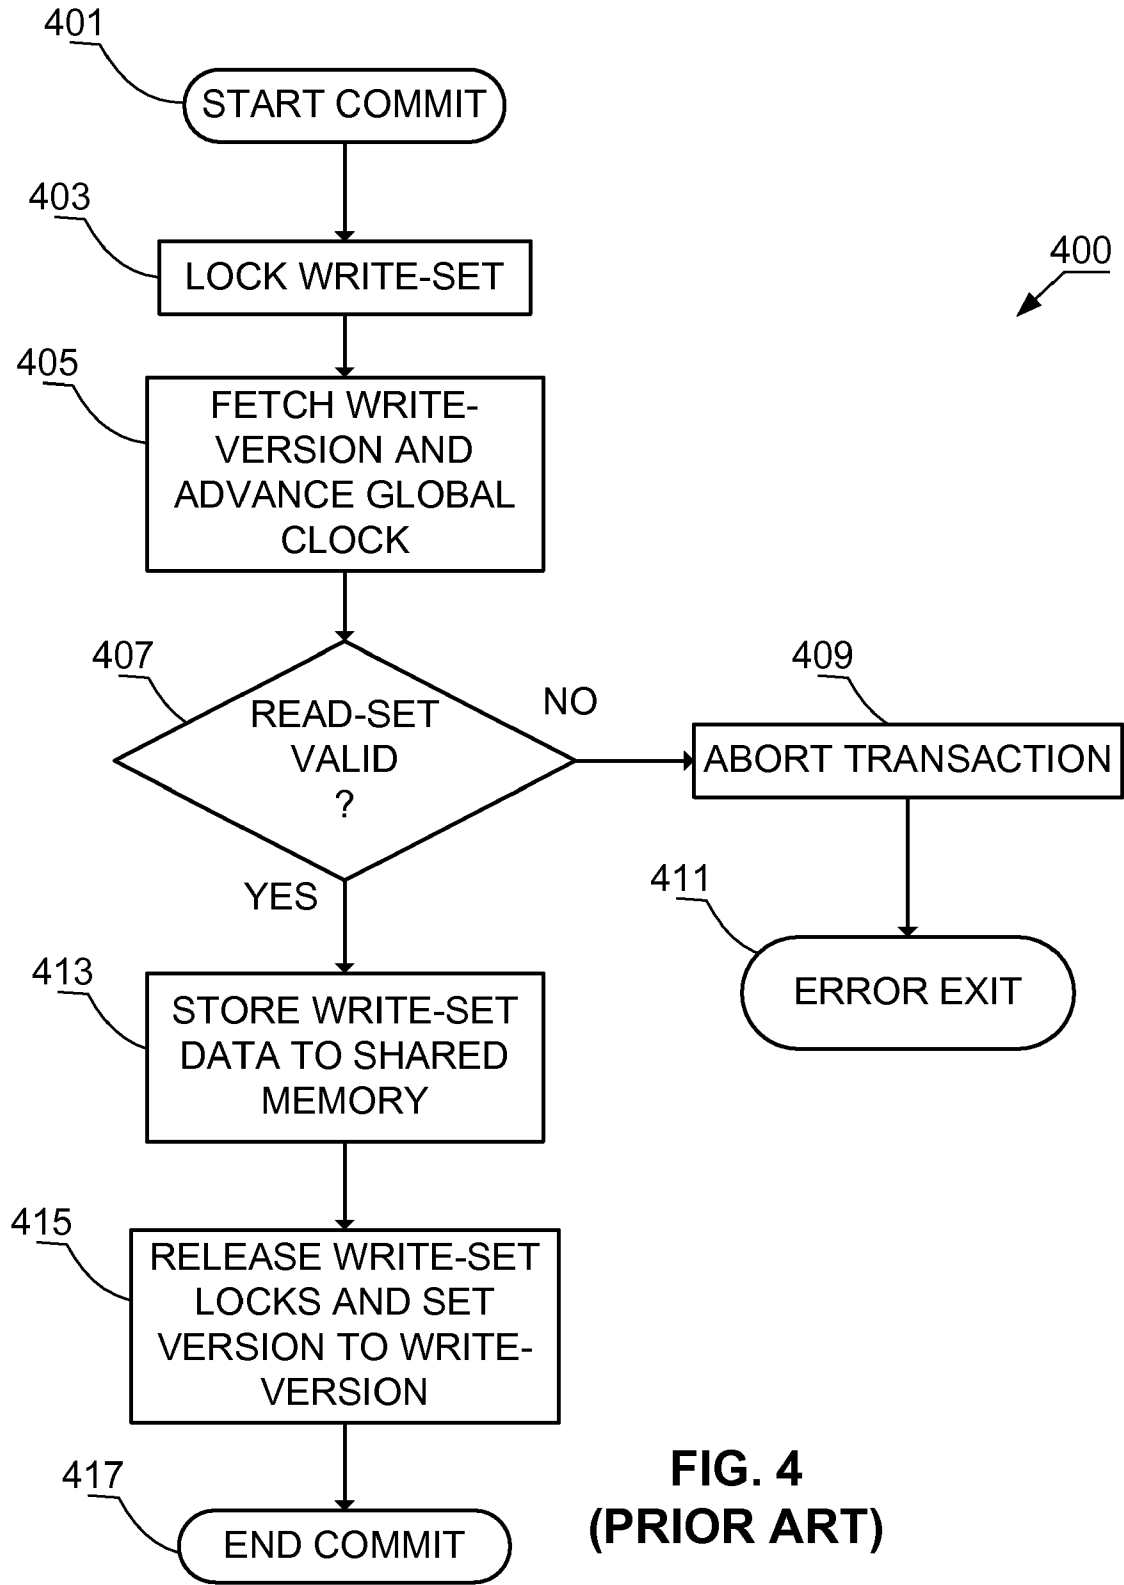 401
START COMMIT
403
LOCK WRITE-SET
400
405
FETCH WRITE-
VERSION AND
ADVANCE GLOBAL
CLOCK
407
READ-SET
VALID
?
NO
409
ABORT TRANSACTION
YES
411
ERROR EXIT
413
STORE WRITE-SET
DATA TO SHARED
MEMORY
415
RELEASE WRITE-SET
LOCKS AND SET
VERSION TO WRITE-
VERSION
417
END COMMIT
FIG. 4
(PRIOR ART)